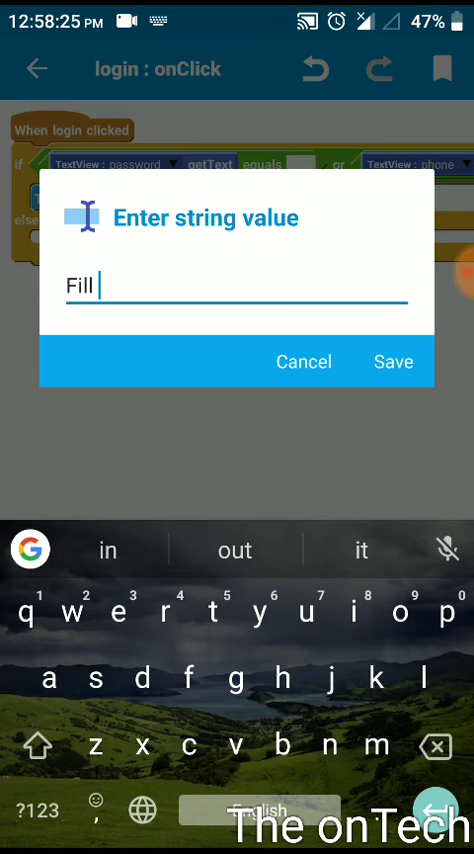 12:58:25 PM 47%
login : onClick
When login clicked
if TextView : password getText equals or TextView : phone
else
Enter string value
Fill
Cancel Save
in out it
1 2 3 4 5 6 7 8 9 0
q w e r t y u i o p
a s d f g h j k l
z x c v b n m
?123 , English
The onTech